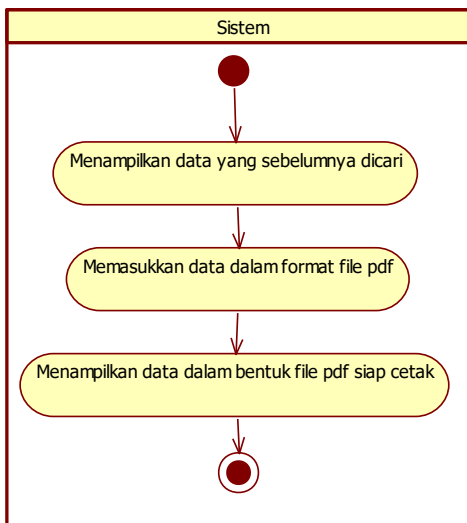 Sistem
Menampilkan data yang sebelumnya dicari
Memasukkan data dalam format file pdf
Menampilkan data dalam bentuk file pdf siap cetak